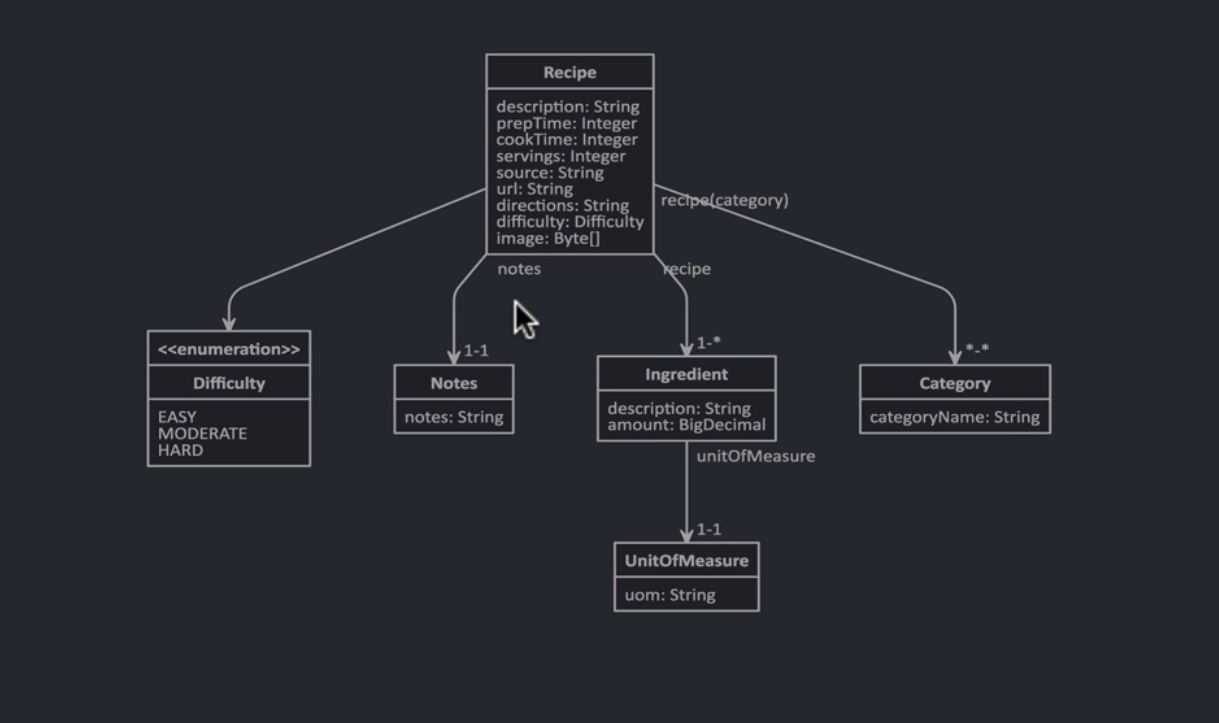 Recipe
description: String
prepTime: Integer
cookTime: Integer
servings: Integer
source: String
url: String
directions: String
difficulty: Difficulty
image: Byte[]
recipe(category)
notes
recipe
<<enumeration>>
Difficulty
EASY
MODERATE
HARD
1-1
Notes
notes: String
1-*
Ingredient
description: String
amount: BigDecimal
*-*
Category
categoryName: String
unitOfMeasure
1-1
UnitOfMeasure
uom: String